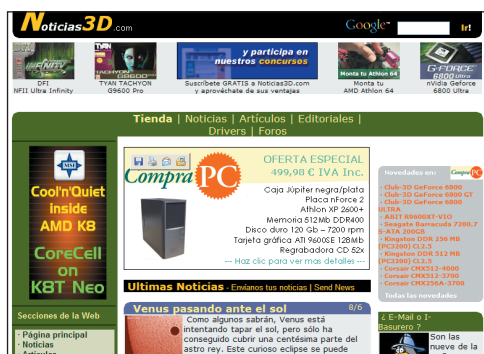 Noticias3D.com
Google™
Ir!
y participa en
nuestros concursos
G-FORCE
6800 Ultra
Monta tu Athlon 64
DFI
NFII Ultra Infinity
TYAN TACHYON
G9600 Pro
Suscríbete GRATIS a Noticias3D.com
y aprovéchate de sus ventajas
Monta tu
AMD Athlon 64
nVidia Geforce
6800 Ultra
Tienda | Noticias | Artículos | Editoriales |
Drivers | Foros
MSI
Cool'n'Quiet
inside
AMD K8
CoreCell
on
K8T Neo
Compra PC
OFERTA ESPECIAL
499,98 € IVA Inc.
Caja Júpiter negra/plata
Placa nForce 2
Athlon XP 2600+
Memoria 512Mb DDR400
Disco duro 120 Gb – 7200 rpm
Tarjeta gráfica ATI 9600SE 128Mb
Regrabadora CD 52x
--- Haz clic para ver mas detalles ---
Novedades en:
Compra PC
- Club-3D GeForce 6800
- Club-3D GeForce 6800 GT
- Club-3D GeForce 6800
ULTRA
- ABIT R9600XT-VIO
- Seagate Barracuda 7200.7
S-ATA 200GB
- Kingston DDR 256 MB
(PC3200) CL2.5
- Kingston DDR 512 MB
(PC3200) CL2.5
- Corsair CMX512-4000
- Corsair CMX512-3700
- Corsair CMX256A-3700
Todas las novedades
Ultimas Noticias - Envíanos tus noticias | Send News
Secciones de la Web
· Página principal
· Noticias
· Artículos
Venus pasando ante el sol 8/6
Como algunos sabrán, Venus está
intentando tapar el sol, pero sólo ha
conseguido cubrir una centésima parte del
astro rey. Este curioso eclipse se puede
¿ E-Mail o I-
Basurero ?
Son las
nueve de la